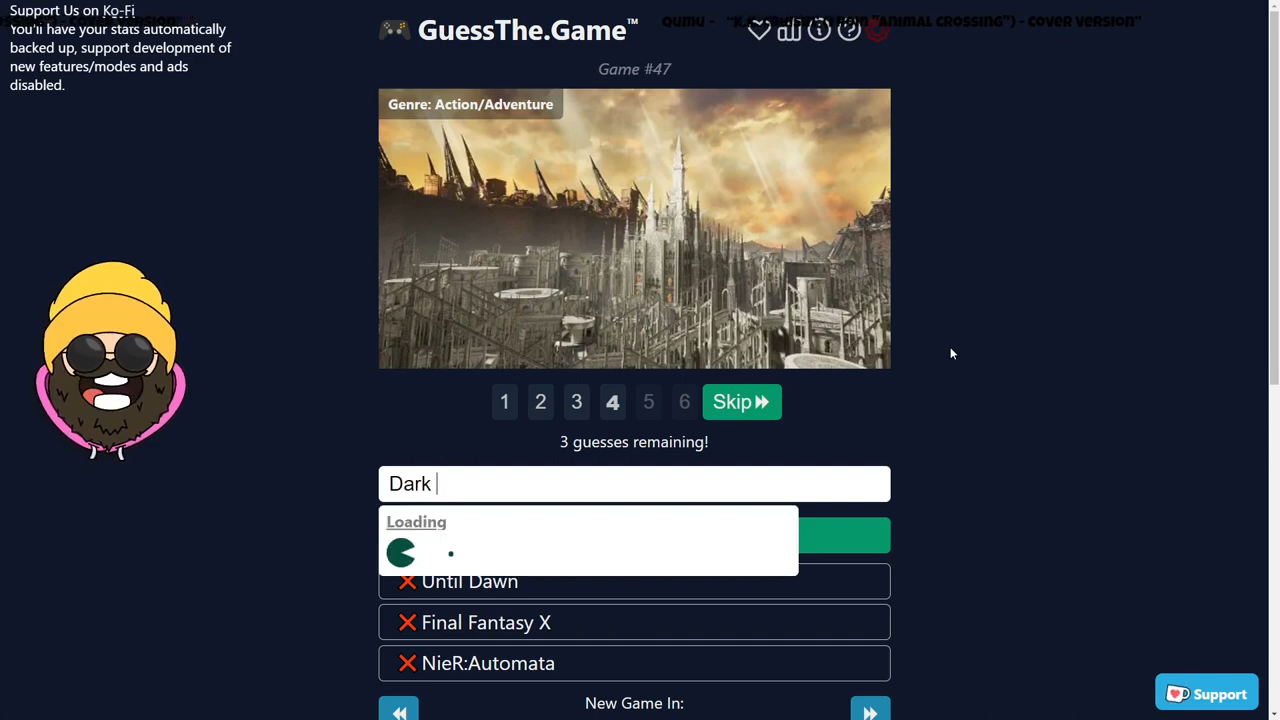 Support Us on Ko-Fi
You'll have your stats automatically
backed up, support development of
new features/modes and ads
disabled.
GuessThe.Game™
Game #47
Genre: Action/Adventure
1 2 3 4 5 6 Skip
3 guesses remaining!
Dark
Loading
Until Dawn
Final Fantasy X
NieR:Automata
New Game In:
Support